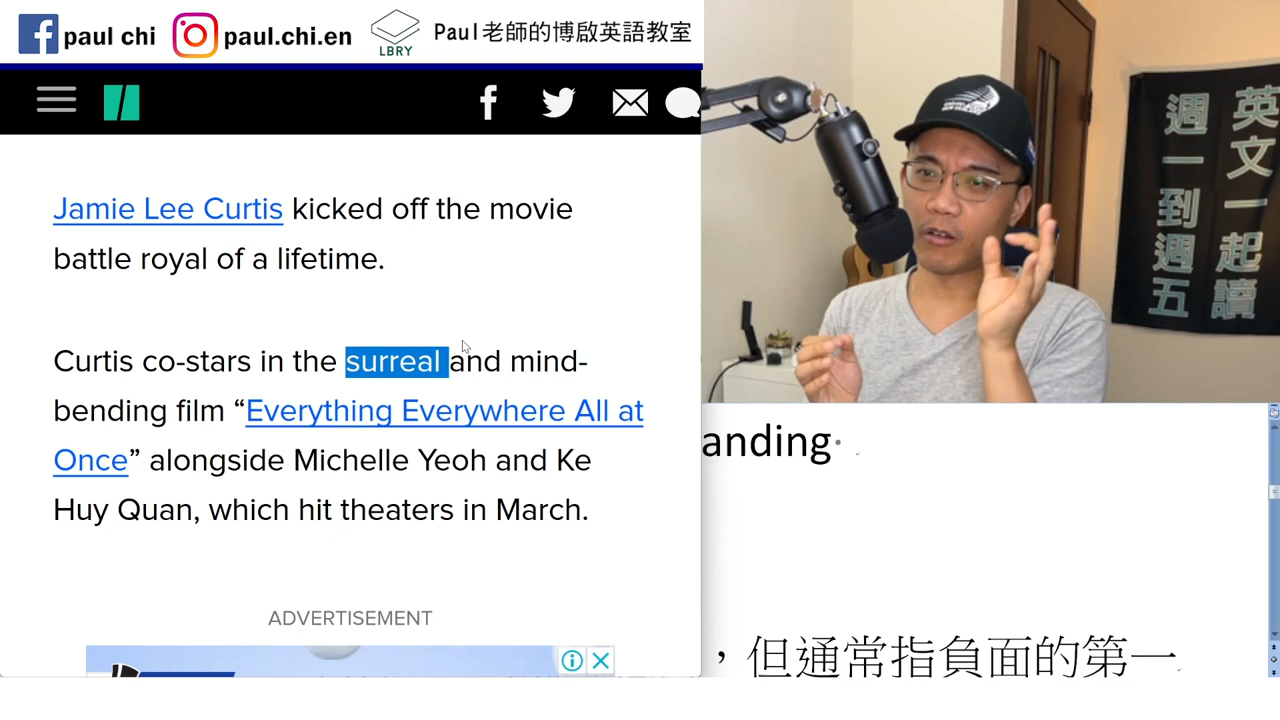 paul chi
paul.chi.en
LBRY
Paul老師的博啟英語教室
Jamie Lee Curtis kicked off the movie
battle royal of a lifetime.
Curtis co-stars in the surreal and mind-
bending film “Everything Everywhere All at
Once” alongside Michelle Yeoh and Ke
Huy Quan, which hit theaters in March.
ADVERTISEMENT
英文一起讀
週一到週五
anding
，但通常指負面的第一